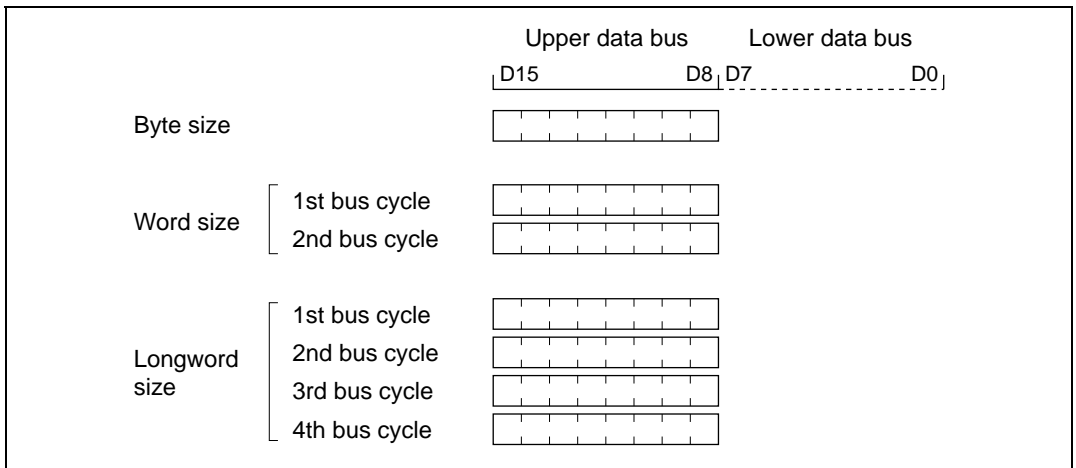 Upper data bus Lower data bus
D15 D8 D7 D0
Byte size
Word size
1st bus cycle
2nd bus cycle
Longword
size
1st bus cycle
2nd bus cycle
3rd bus cycle
4th bus cycle